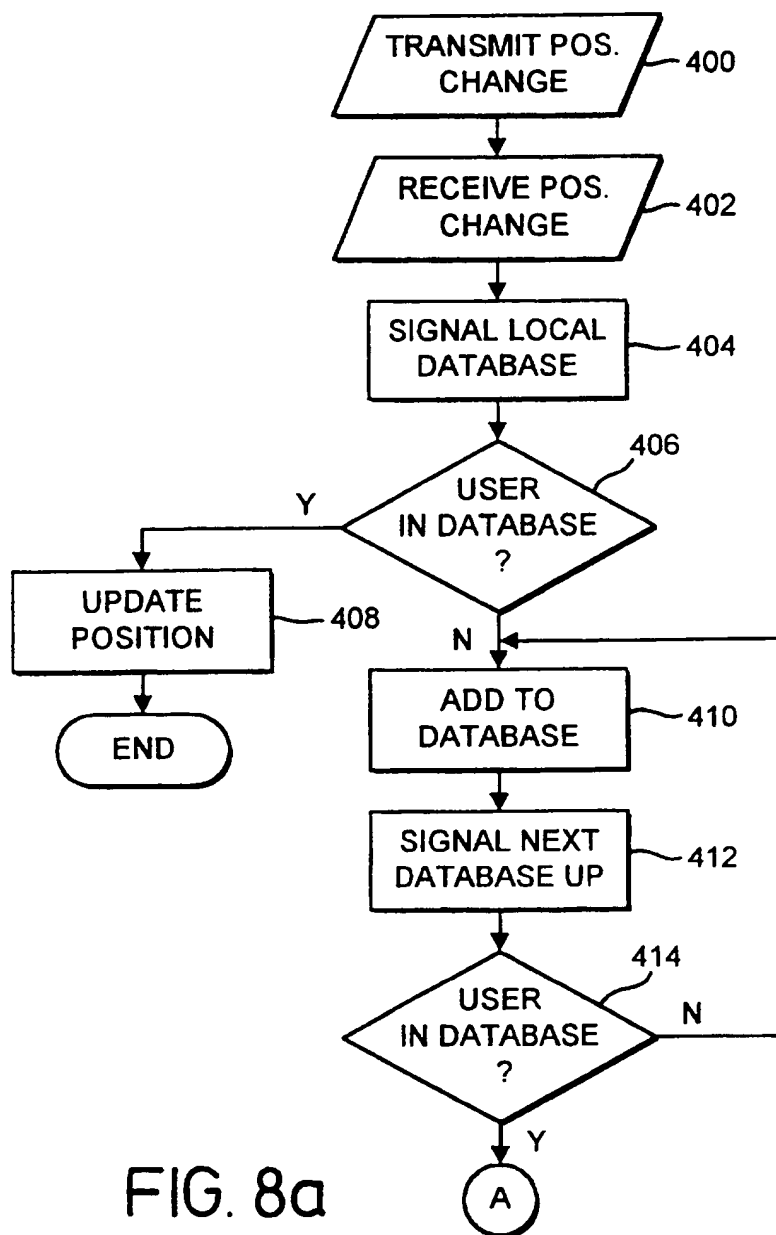 TRANSMIT POS.
CHANGE
400
RECEIVE POS.
CHANGE
402
SIGNAL LOCAL
DATABASE
404
406
USER
IN DATABASE
?
Y
UPDATE
POSITION
408
N
END
ADD TO
DATABASE
410
SIGNAL NEXT
DATABASE UP
412
414
USER
IN DATABASE
?
N
Y
A
FIG. 8a